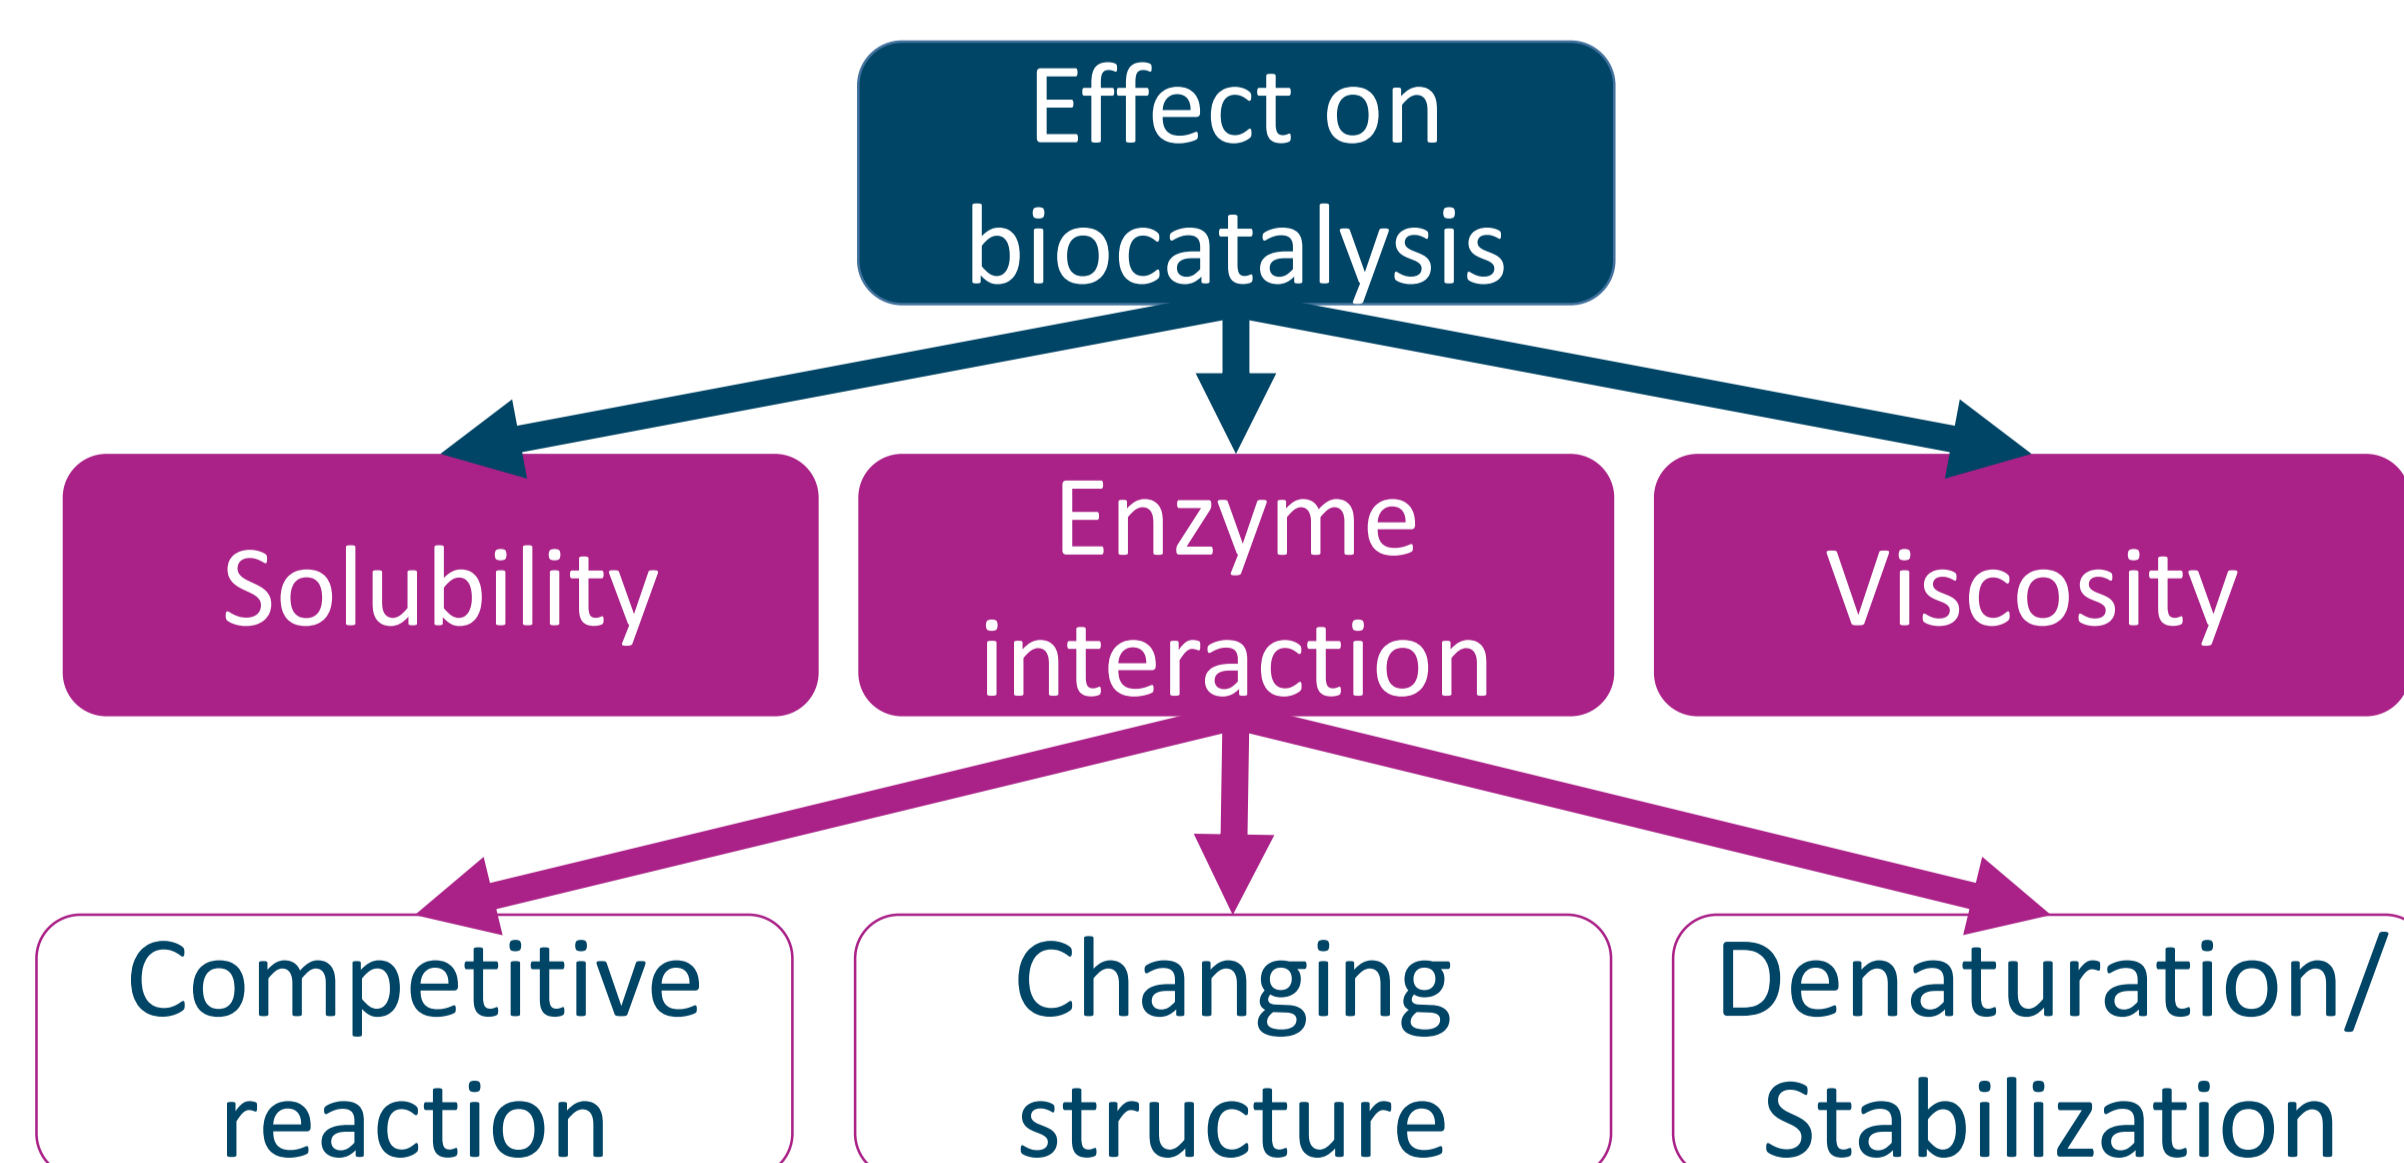 Effect on
biocatalysis
Solubility
Enzyme
interaction
Viscosity
Competitive
reaction
Changing
structure
Denaturation/
Stabilization